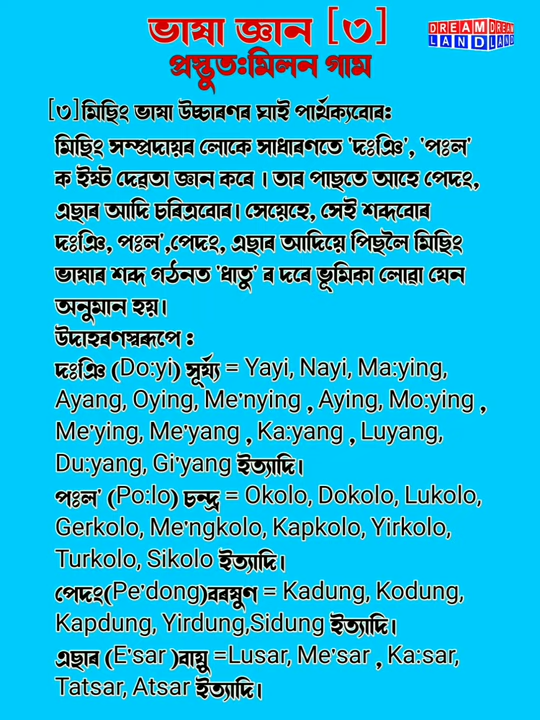 ভাষা জ্ঞান [৩]
DREAM DREAM
LAND LAND
প্রস্তুতঃমিলন গাম
[৩]মিছিং ভাষা উচ্চাৰণৰ ঘাই পাৰ্থক্যবোৰঃ
মিছিং সম্প্ৰদায়ৰ লোকে সাধাৰণতে 'দঃঞি', 'পঃল'
ক ইষ্ট দেৱতা জ্ঞান কৰে । তাৰ পাছতে আহে পেদং,
এছাৰ আদি চৰিত্ৰবোৰ। সেয়েহে, সেই শব্দবোৰ
দঃঞি, পঃল',পেদং, এছাৰ আদিয়ে পিছলৈ মিছিং
ভাষাৰ শব্দ গঠনত 'ধাতু' ৰ দৰে ভূমিকা লোৱা যেন
অনুমান হয়।
উদাহৰণস্বৰূপে :
দঃঞি (Do:yi) সূৰ্য্য = Yayi, Nayi, Ma:ying,
Ayang, Oying, Me'nying , Aying, Mo:ying ,
Me'ying, Me'yang , Ka:yang , Luyang,
Du:yang, Gi'yang ইত্যাদি।
পঃল' (Po:lo) চন্দ্ৰ = Okolo, Dokolo, Lukolo,
Gerkolo, Me'ngkolo, Kapkolo, Yirkolo,
Turkolo, Sikolo ইত্যাদি।
পেদং(Pe'dong)বৰষুণ = Kadung, Kodung,
Kapdung, Yirdung,Sidung ইত্যাদি।
এছাৰ (E'sar )বায়ু =Lusar, Me'sar , Ka:sar,
Tatsar, Atsar ইত্যাদি।